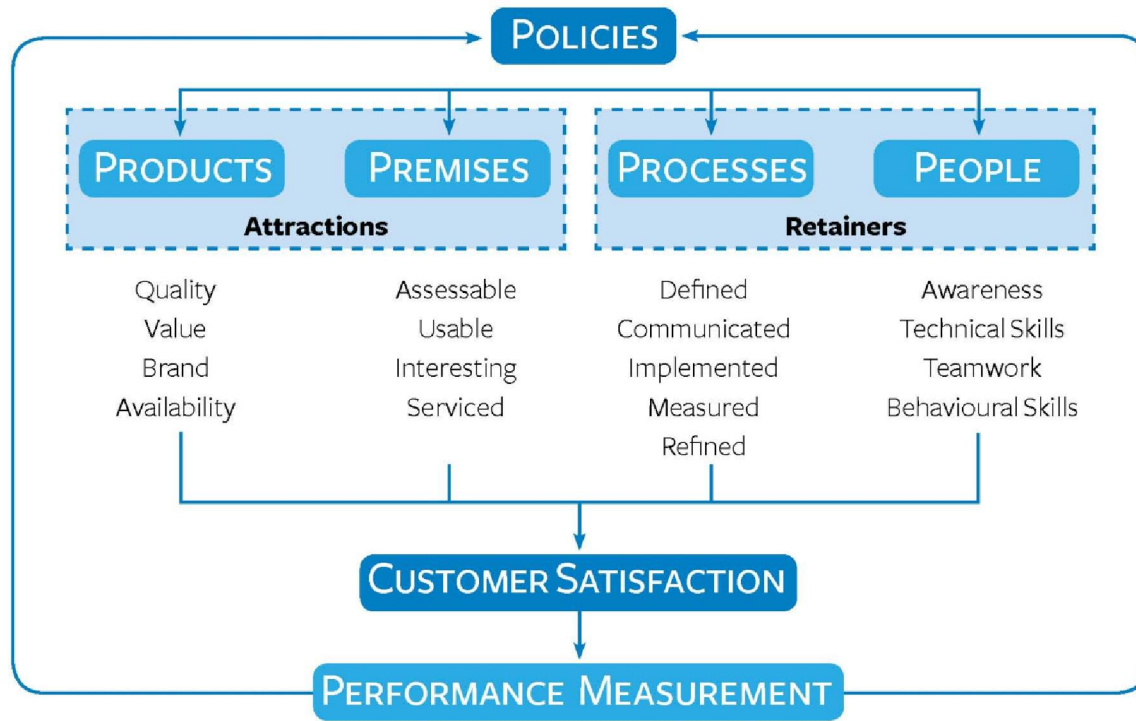 POLICIES
PRODUCTS PREMISES PROCESSES PEOPLE
Attractions Retainers
Quality Assessable Defined Awareness
Value Usable Communicated Technical Skills
Brand Interesting Implemented Teamwork
Availability Serviced Measured Behavioural Skills
Refined
CUSTOMER SATISFACTION
PERFORMANCE MEASUREMENT